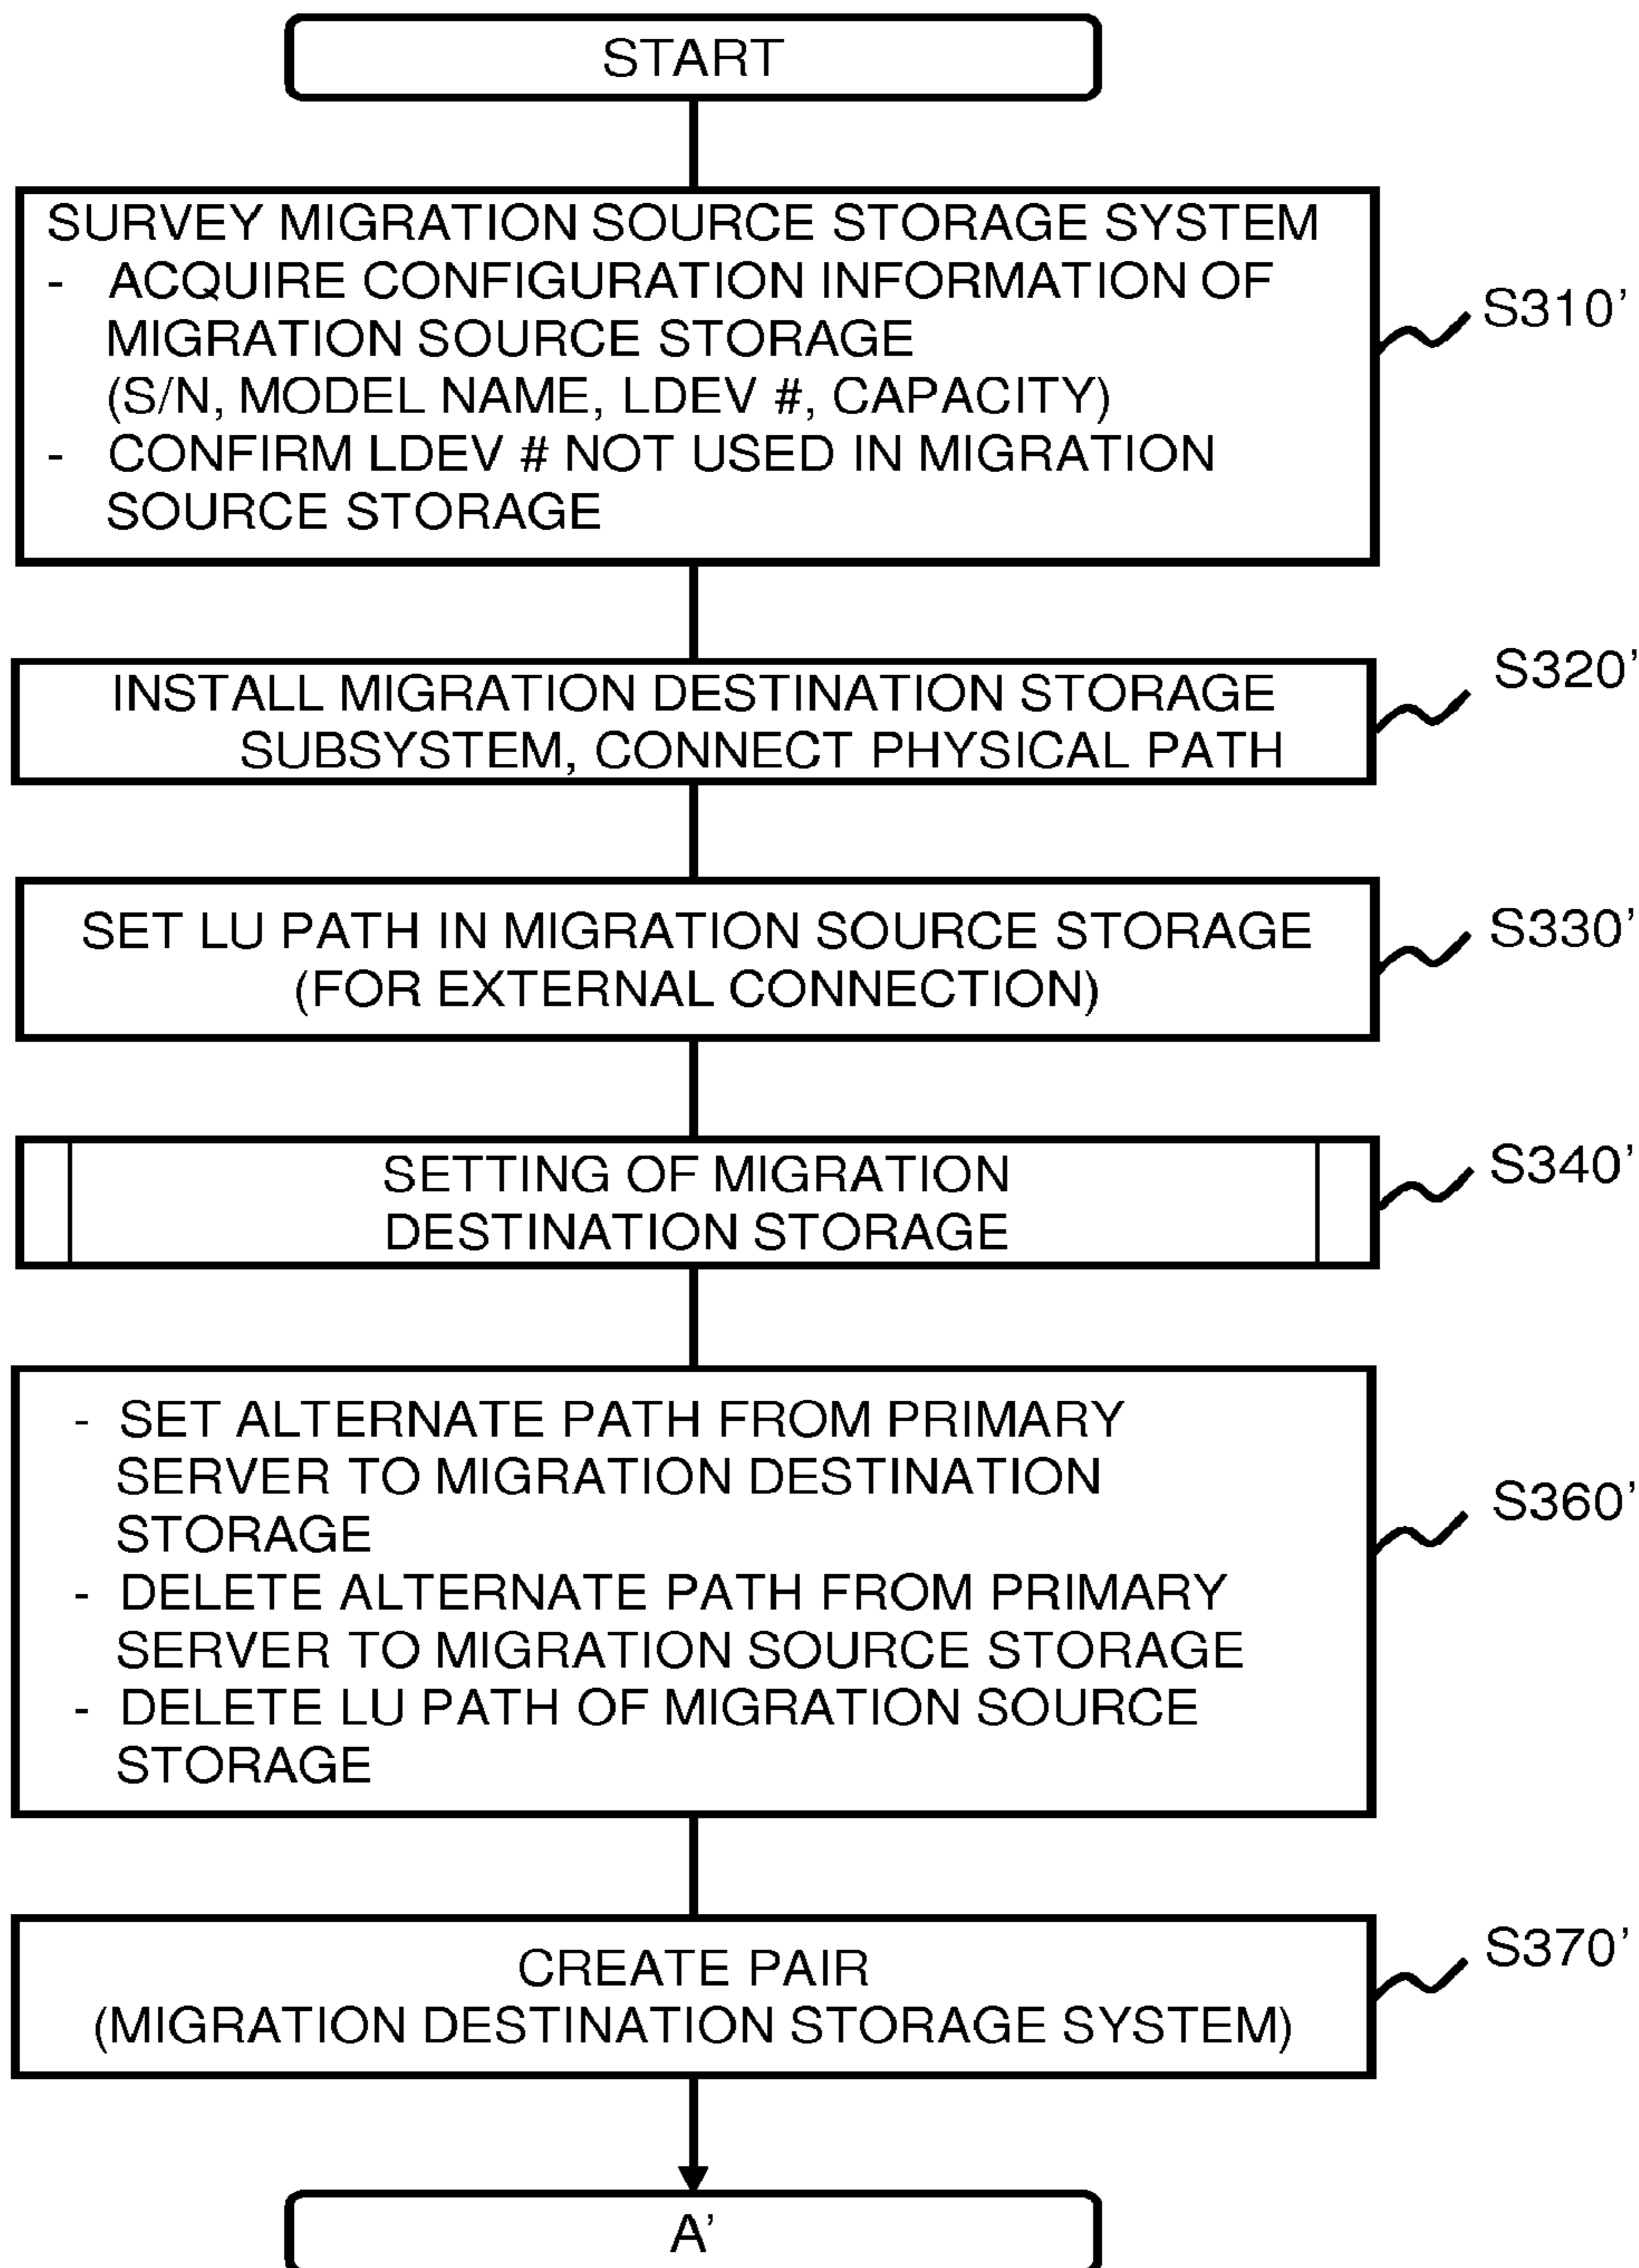 START
SURVEY MIGRATION SOURCE STORAGE SYSTEM
- ACQUIRE CONFIGURATION INFORMATION OF
MIGRATION SOURCE STORAGE
(S/N, MODEL NAME, LDEV #, CAPACITY)
- CONFIRM LDEV # NOT USED IN MIGRATION
SOURCE STORAGE
S310'
INSTALL MIGRATION DESTINATION STORAGE
SUBSYSTEM, CONNECT PHYSICAL PATH
S320'
SET LU PATH IN MIGRATION SOURCE STORAGE
(FOR EXTERNAL CONNECTION)
S330'
SETTING OF MIGRATION
DESTINATION STORAGE
S340'
- SET ALTERNATE PATH FROM PRIMARY
SERVER TO MIGRATION DESTINATION
STORAGE
- DELETE ALTERNATE PATH FROM PRIMARY
SERVER TO MIGRATION SOURCE STORAGE
- DELETE LU PATH OF MIGRATION SOURCE
STORAGE
S360'
CREATE PAIR
(MIGRATION DESTINATION STORAGE SYSTEM)
S370'
A'